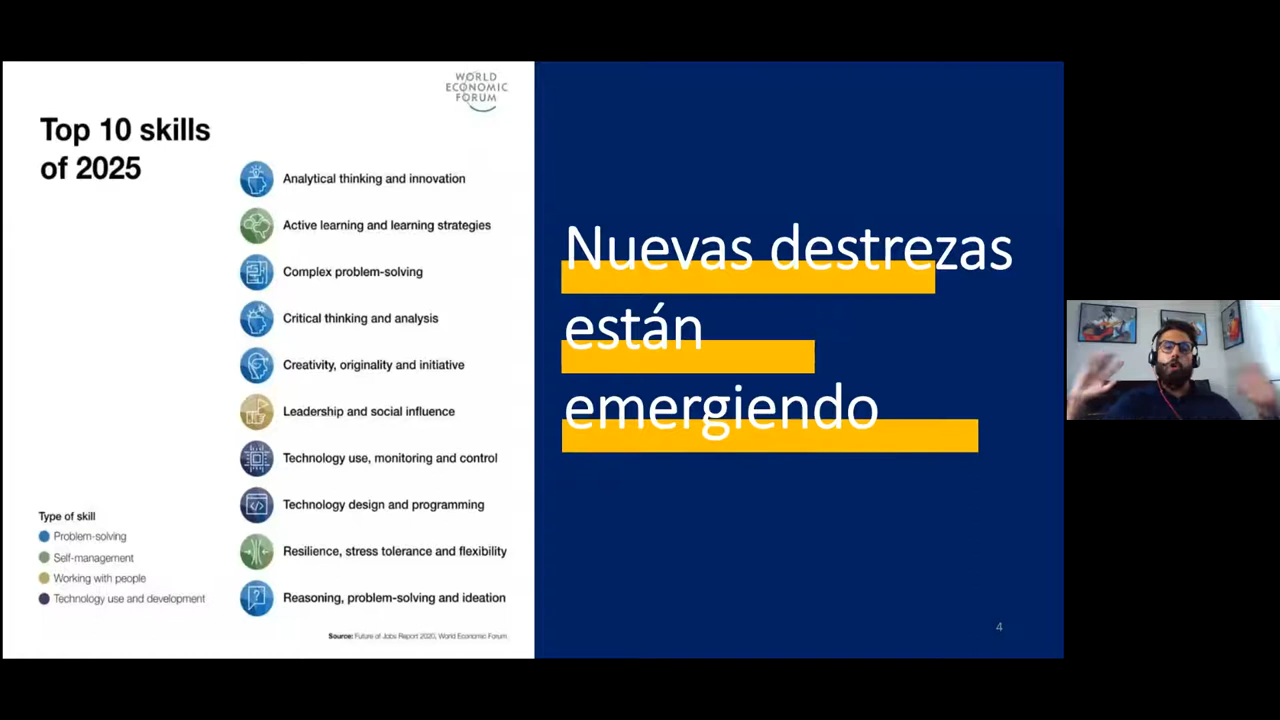 WORLD
ECONOMIC
FORUM
Top 10 skills
of 2025
Analytical thinking and innovation
Active learning and learning strategies
Complex problem-solving
Critical thinking and analysis
Creativity, originality and initiative
Leadership and social influence
Technology use, monitoring and control
Technology design and programming
Resilience, stress tolerance and flexibility
Reasoning, problem-solving and ideation
Type of skill
Problem-solving
Self-management
Working with people
Technology use and development
Source: Future of Jobs Report 2020, World Economic Forum
Nuevas destrezas
están
emergiendo
4